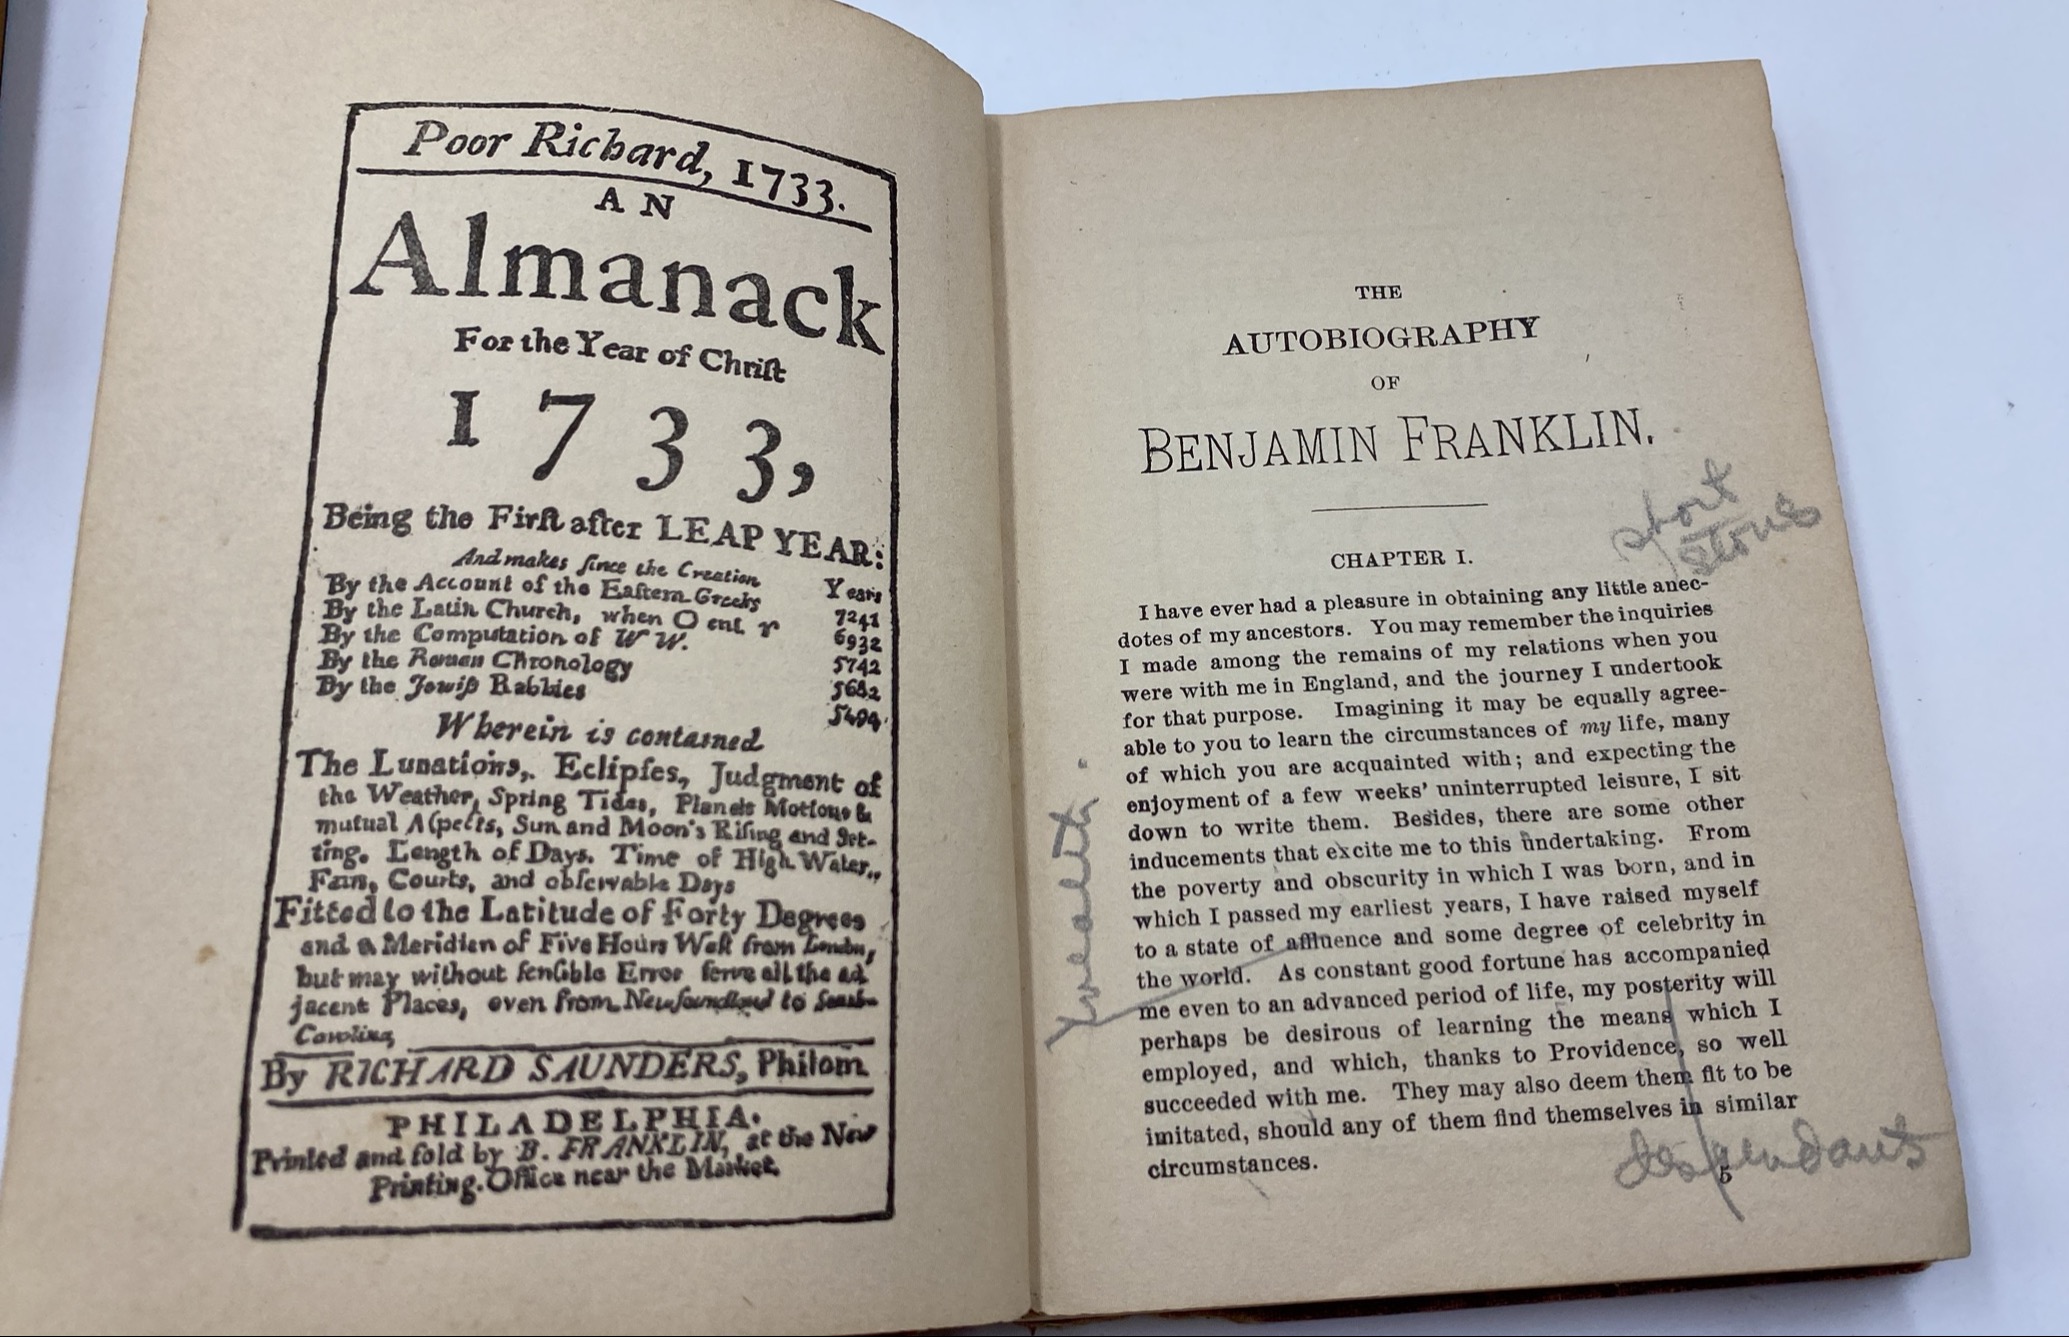 Poor Richard, 1733.
AN
Almanack
For the Year of Chriſt
1733,
Being the Firſt after LEAP YEAR:
And makes ſince the Creation Years
By the Account of the Eaſtern Greeks 7241
By the Latin Church, when O ent. ♈ 6932
By the Computation of W W. 5742
By the Roman Chronology 5682
By the Jewiſh Rabbies 5494
Wherein is contained
The Lunations, Eclipſes, Judgment of
the Weather, Spring Tides, Planets Motions &
mutual Aſpects, Sun and Moon's Riſing and Set-
ting, Length of Days, Time of High Water,
Fairs, Courts, and obſervable Days
Fitted to the Latitude of Forty Degrees
and a Meridian of Five Hours Weſt from London,
but may without ſenſible Error ſerve all the ad
jacent Places, even from Newfoundland to South-
Carolina,
By RICHARD SAUNDERS, Philom
PHILADELPHIA.
Printed and ſold by B. FRANKLIN, at the New
Printing-Office near the Market.
THE
AUTOBIOGRAPHY
OF
BENJAMIN FRANKLIN.
short
CHAPTER I.
I have ever had a pleasure in obtaining any little anec-
dotes of my ancestors. You may remember the inquiries
I made among the remains of my relations when you
were with me in England, and the journey I undertook
for that purpose. Imagining it may be equally agree-
able to you to learn the circumstances of my life, many
of which you are acquainted with; and expecting the
enjoyment of a few weeks' uninterrupted leisure, I sit
down to write them. Besides, there are some other
inducements that excite me to this undertaking. From
the poverty and obscurity in which I was born, and in
which I passed my earliest years, I have raised myself
to a state of affluence and some degree of celebrity in
the world. As constant good fortune has accompanied
me even to an advanced period of life, my posterity will
perhaps be desirous of learning the means which I
employed, and which, thanks to Providence, so well
succeeded with me. They may also deem them fit to be
imitated, should any of them find themselves in similar
circumstances.
wealth.
descendants
5